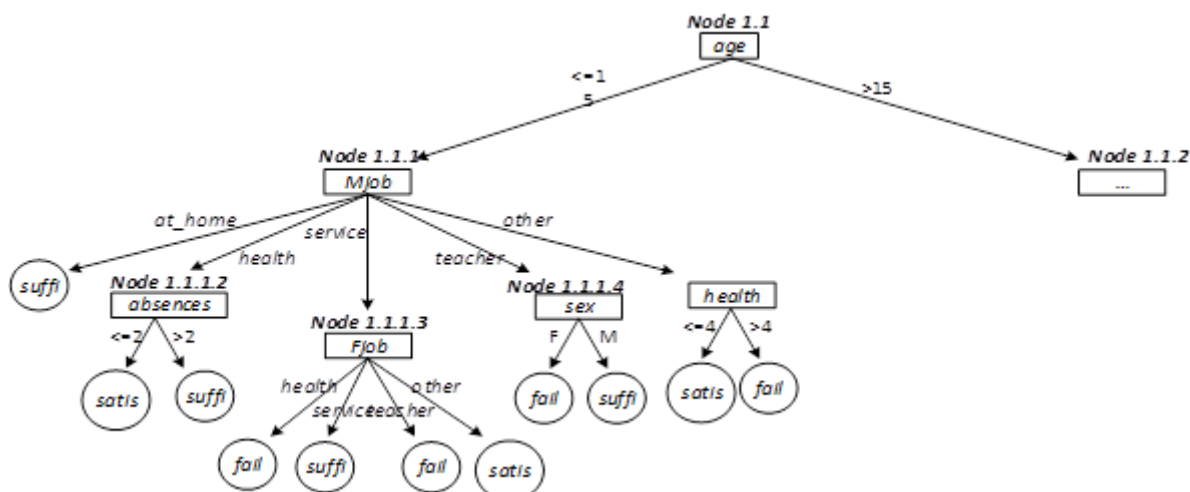 Node 1.1
age
<=1
5
>15
Node 1.1.1
Mjob
Node 1.1.2
...
at_home
health
service
teacher
other
suffi
Node 1.1.1.2
absences
<=2
>2
satis
suffi
Node 1.1.1.3
Fjob
health
service
teacher
other
fail
suffi
fail
satis
Node 1.1.1.4
sex
F
M
fail
suffi
health
<=4
>4
satis
fail